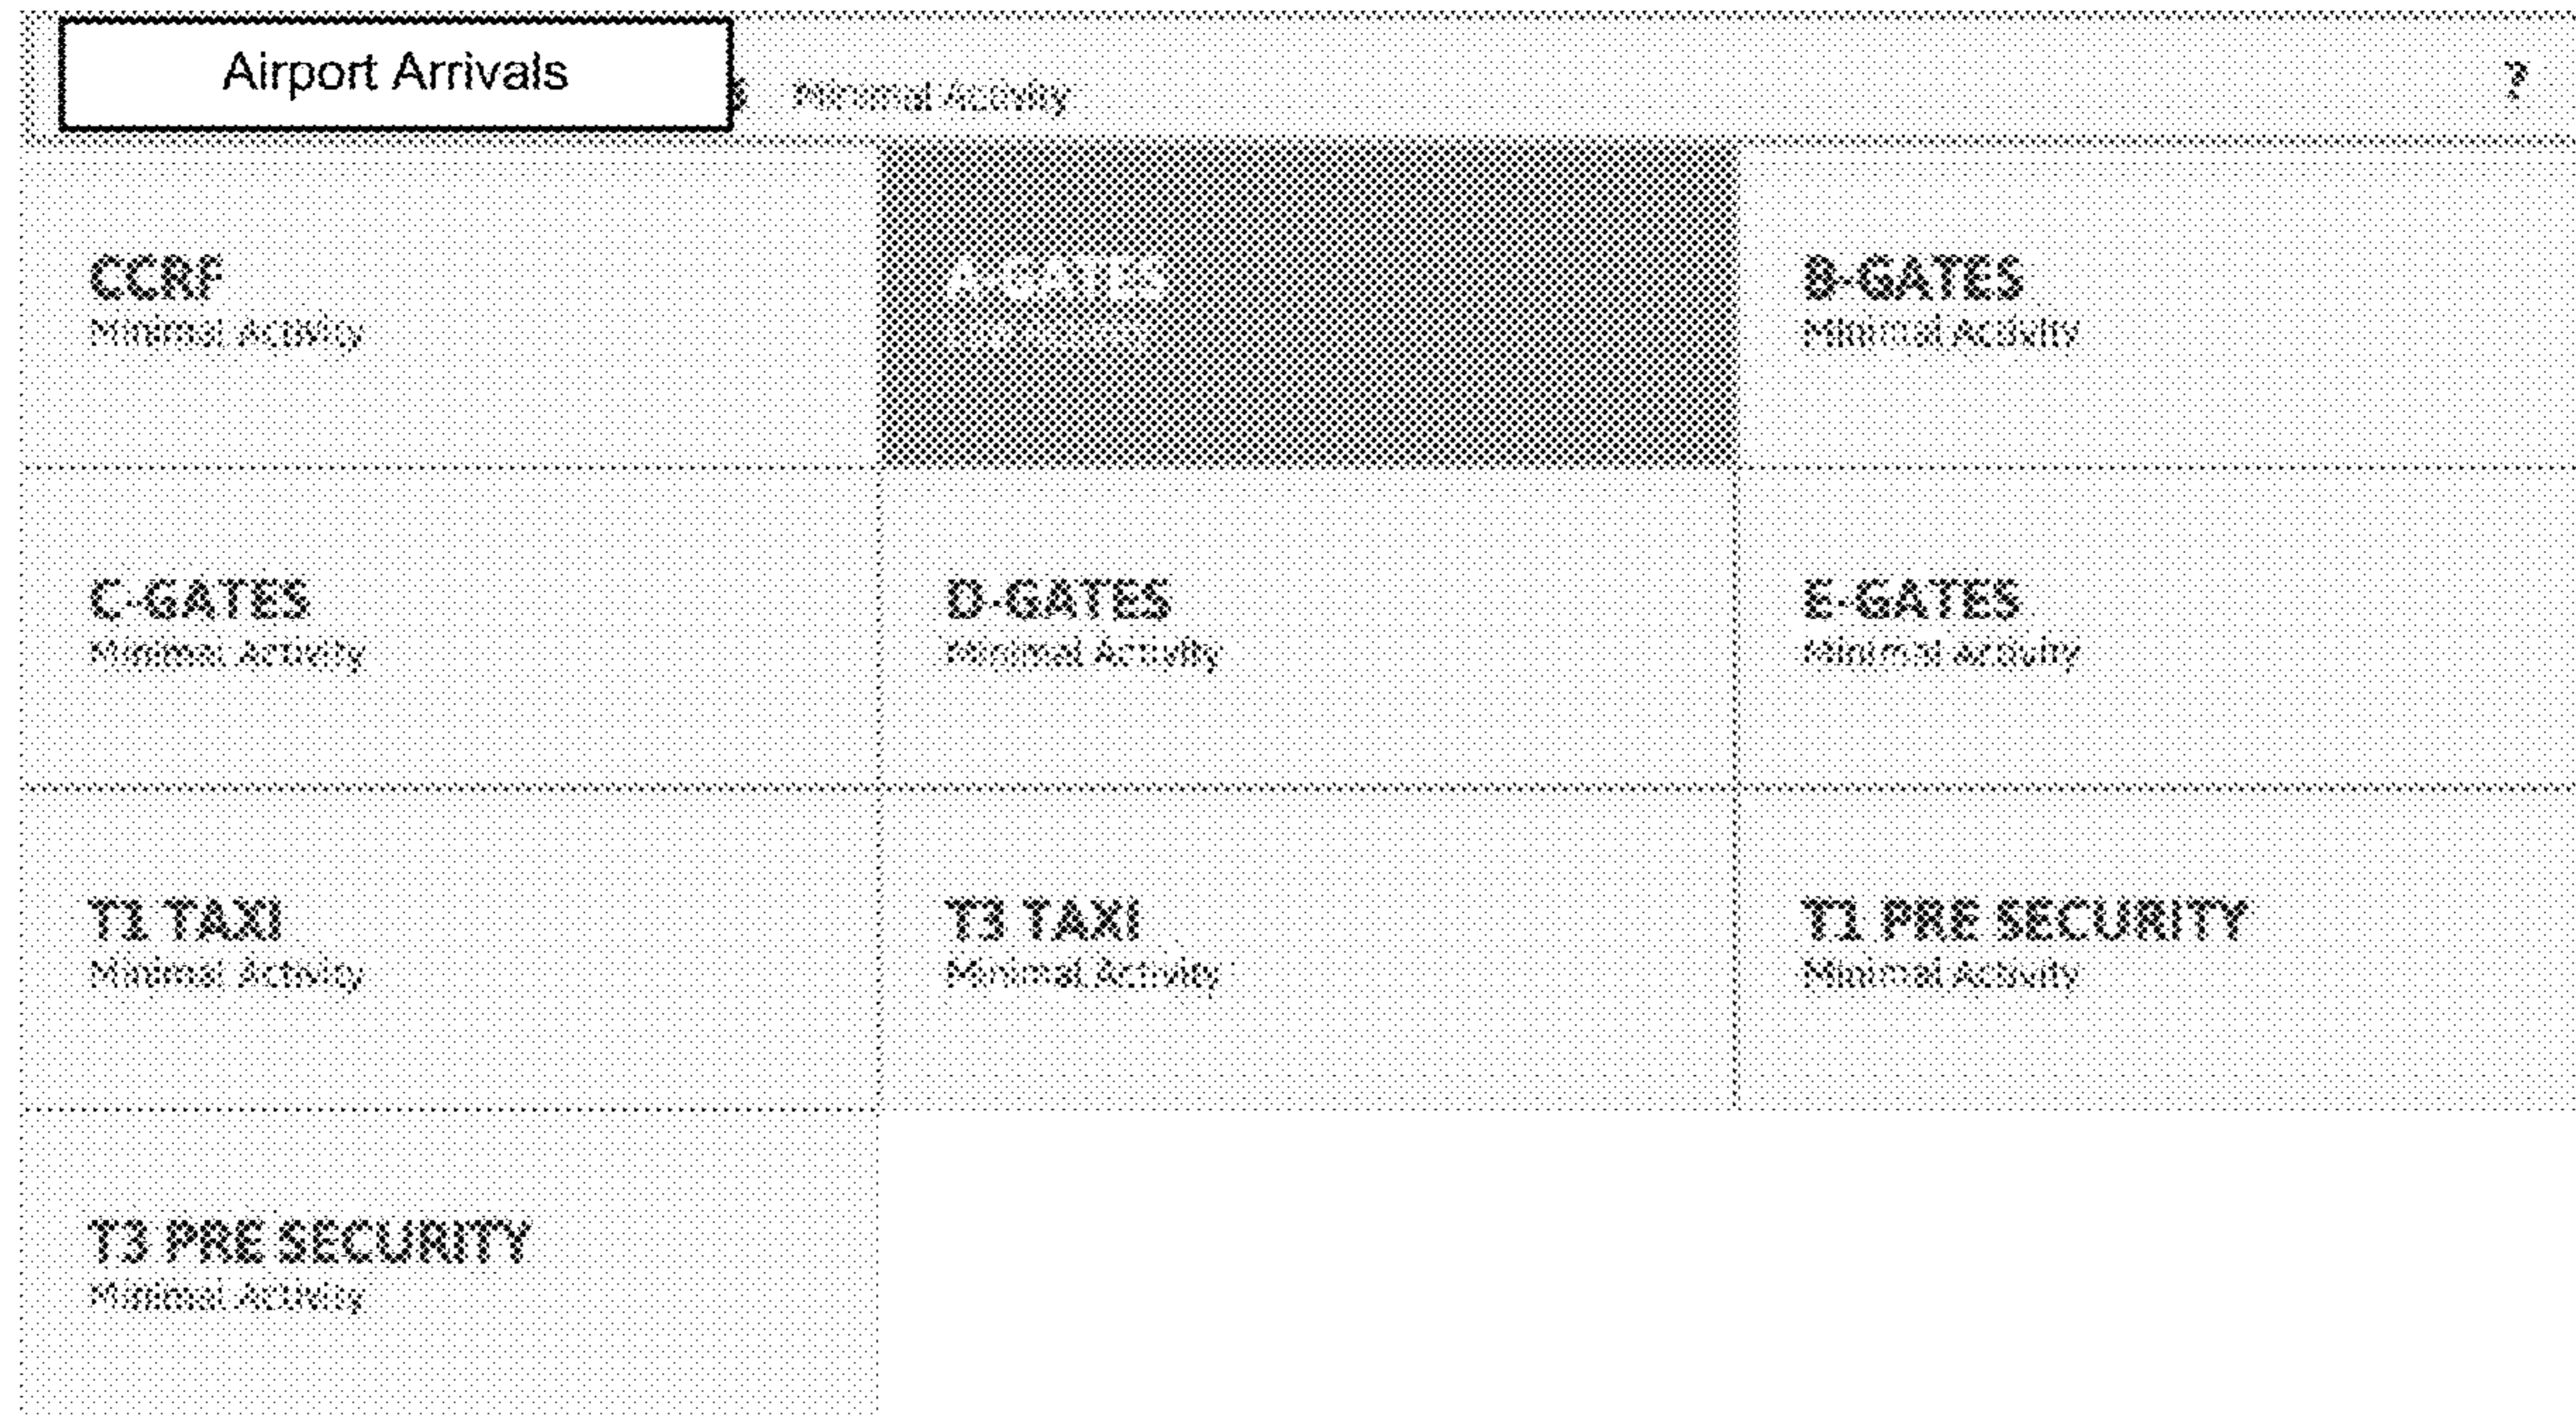 Airport Arrivals
Minimal Activity ?
CCRF
Minimal Activity
A-GATES
B-GATES
Minimal Activity
C-GATES
Minimal Activity
D-GATES
Minimal Activity
E-GATES
Minimal Activity
T1 TAXI
Minimal Activity
T3 TAXI
Minimal Activity
T1 PRE SECURITY
Minimal Activity
T3 PRE SECURITY
Minimal Activity